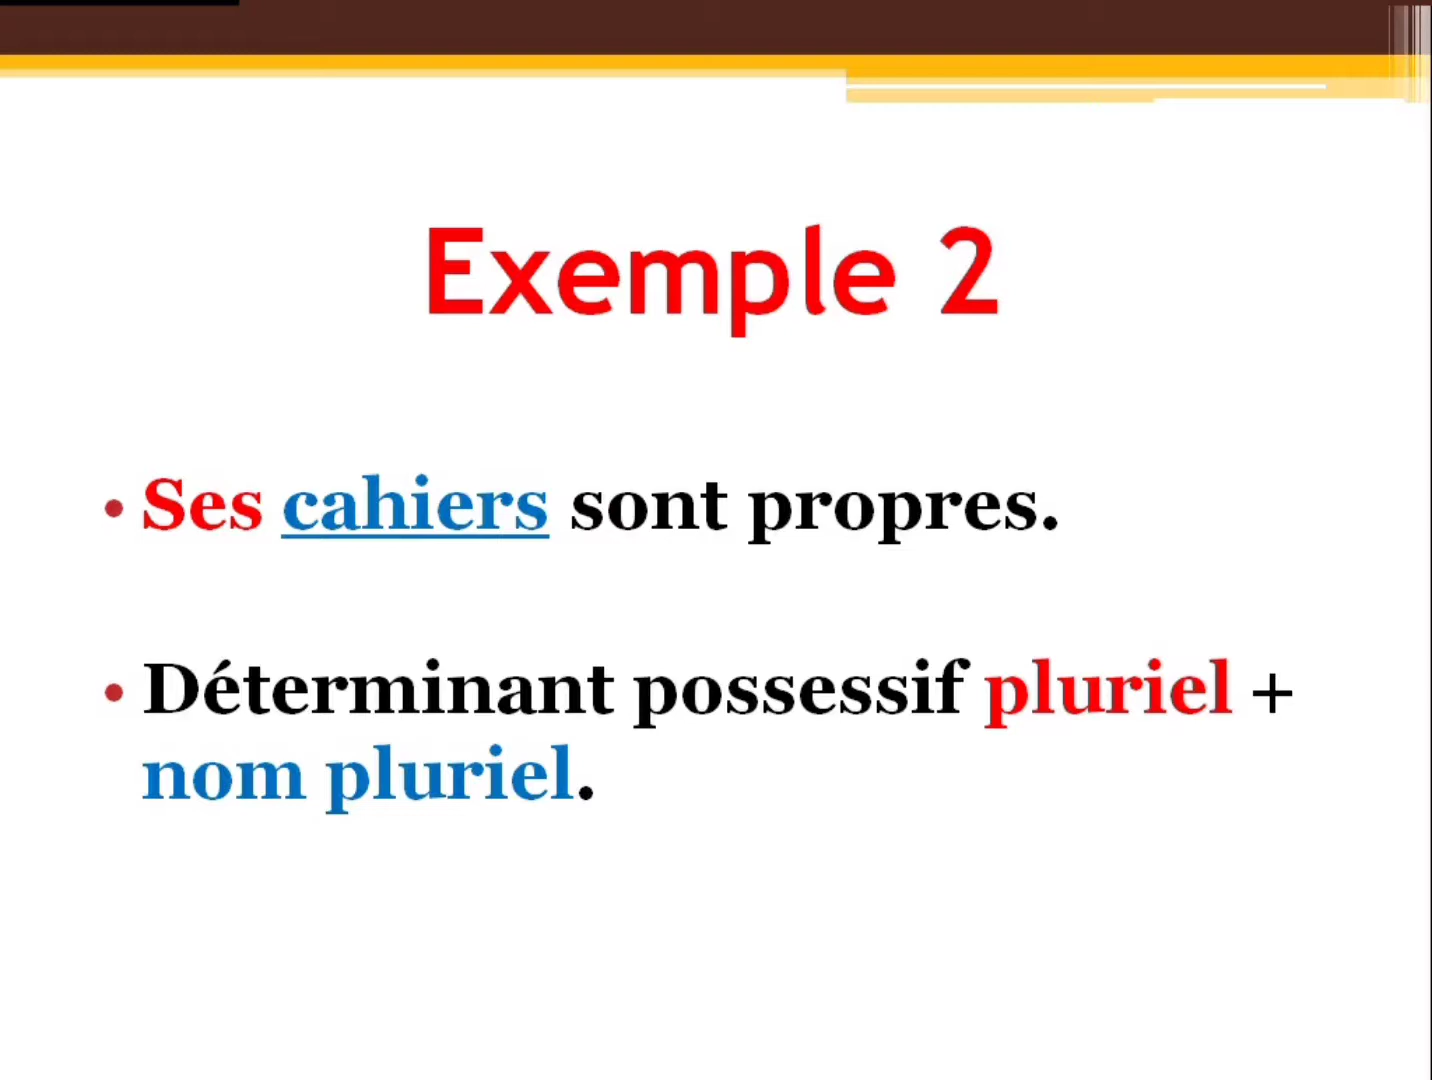 Exemple 2
• Ses cahiers sont propres.
• Déterminant possessif pluriel +
nom pluriel.